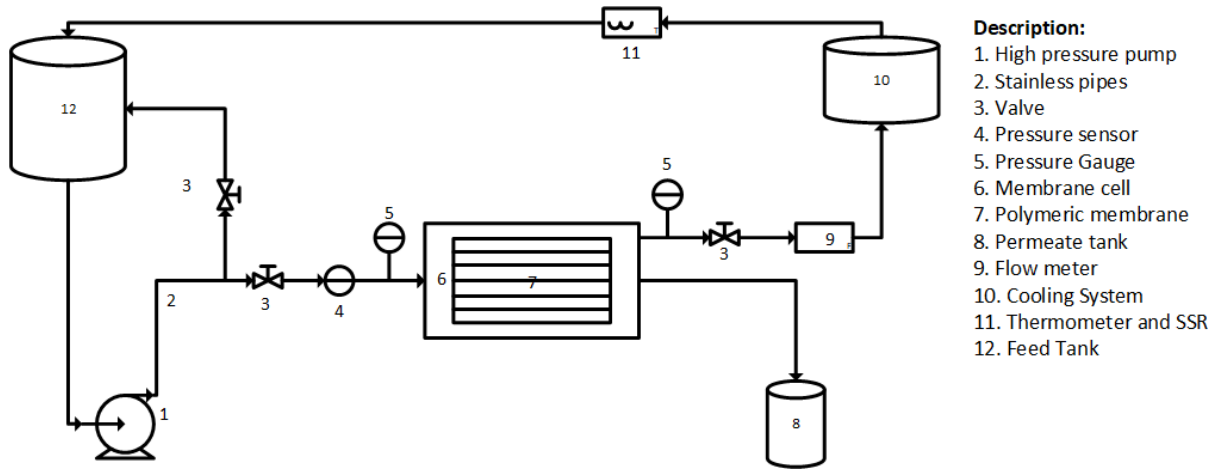 11
T
Description:
1. High pressure pump
2. Stainless pipes
3. Valve
4. Pressure sensor
5. Pressure Gauge
6. Membrane cell
7. Polymeric membrane
8. Permeate tank
9. Flow meter
10. Cooling System
11. Thermometer and SSR
12. Feed Tank
12
10
3
5
5
6
7
3
9
F
2
3
4
1
8